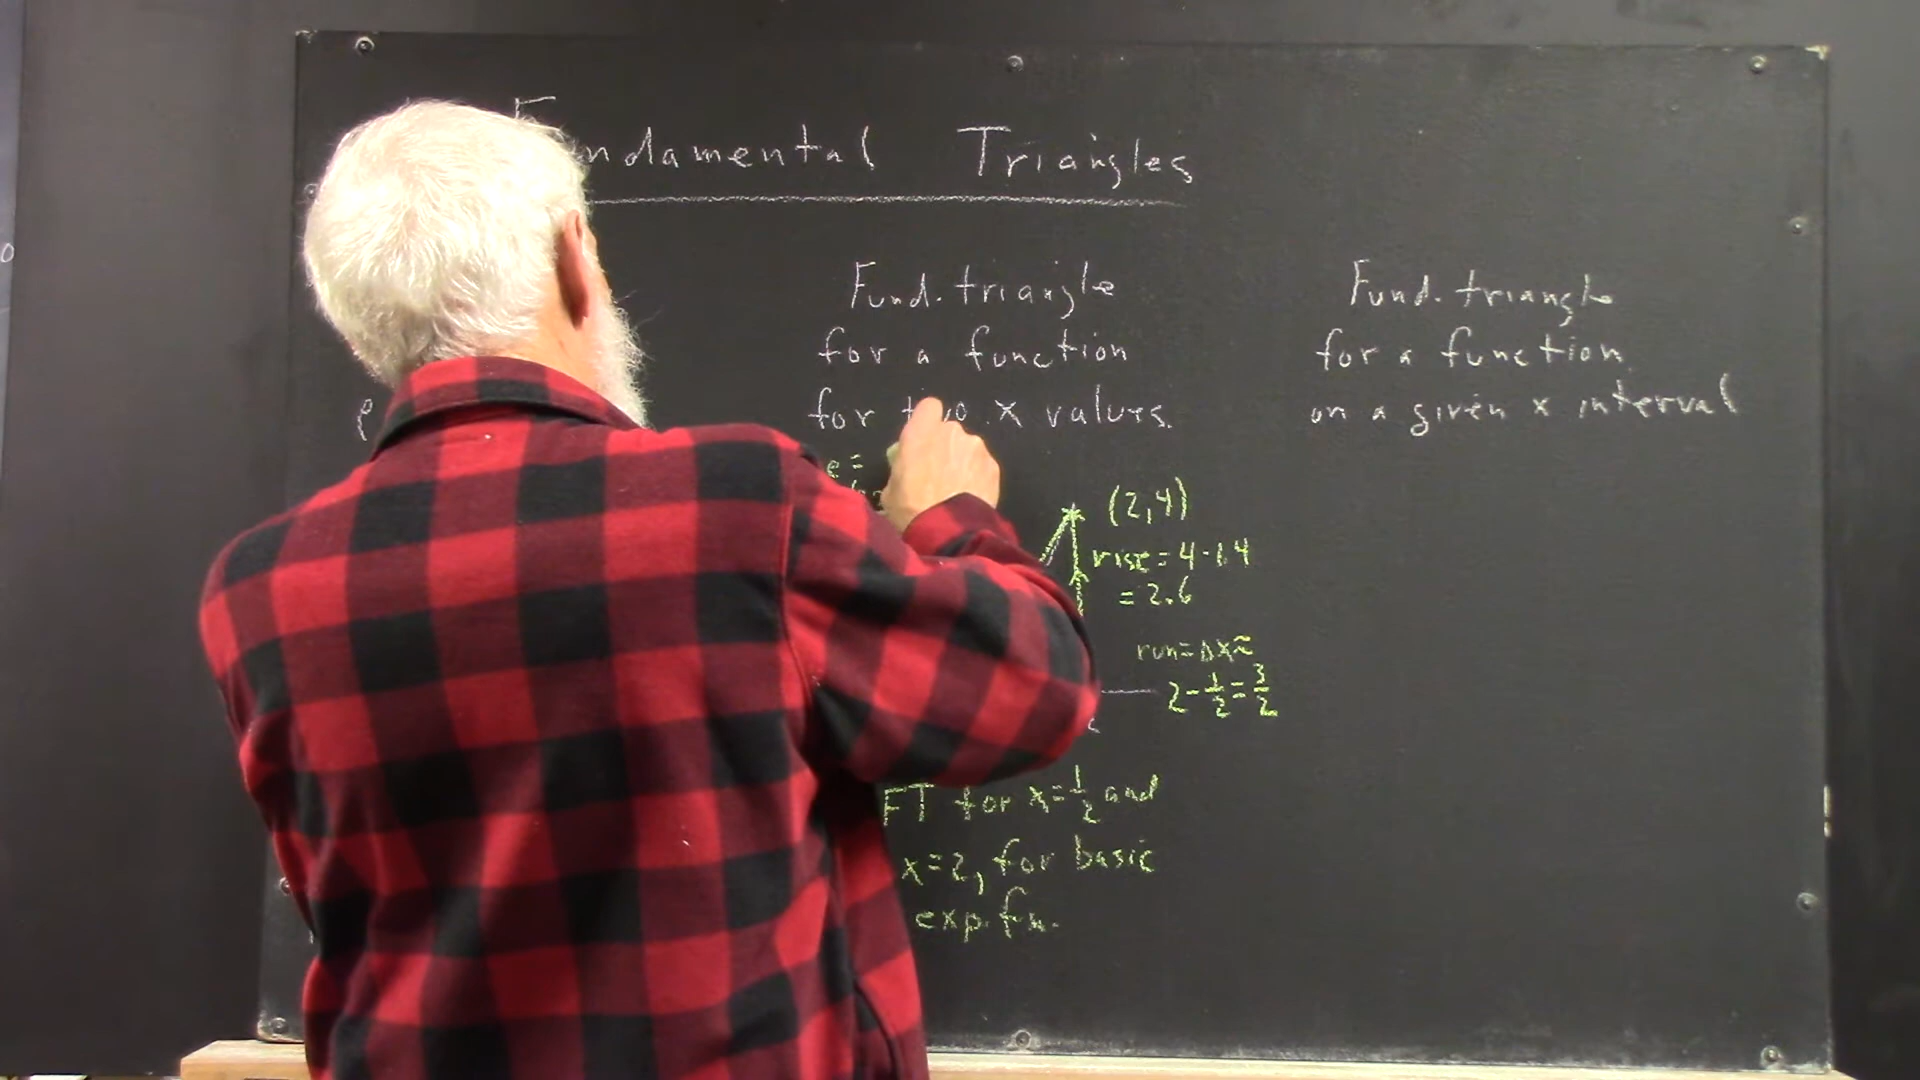 Fundamental Triangles
Fund. triangle
for a function
for two x values.
Fund. triangle
for a function
on a given x interval
(2,4)
rise = 4-1.4
= 2.6
run = Δx ≈
2 - 1/2 = 3/2
FT for x = 1/2 and
x = 2, for basic
exp. fn.